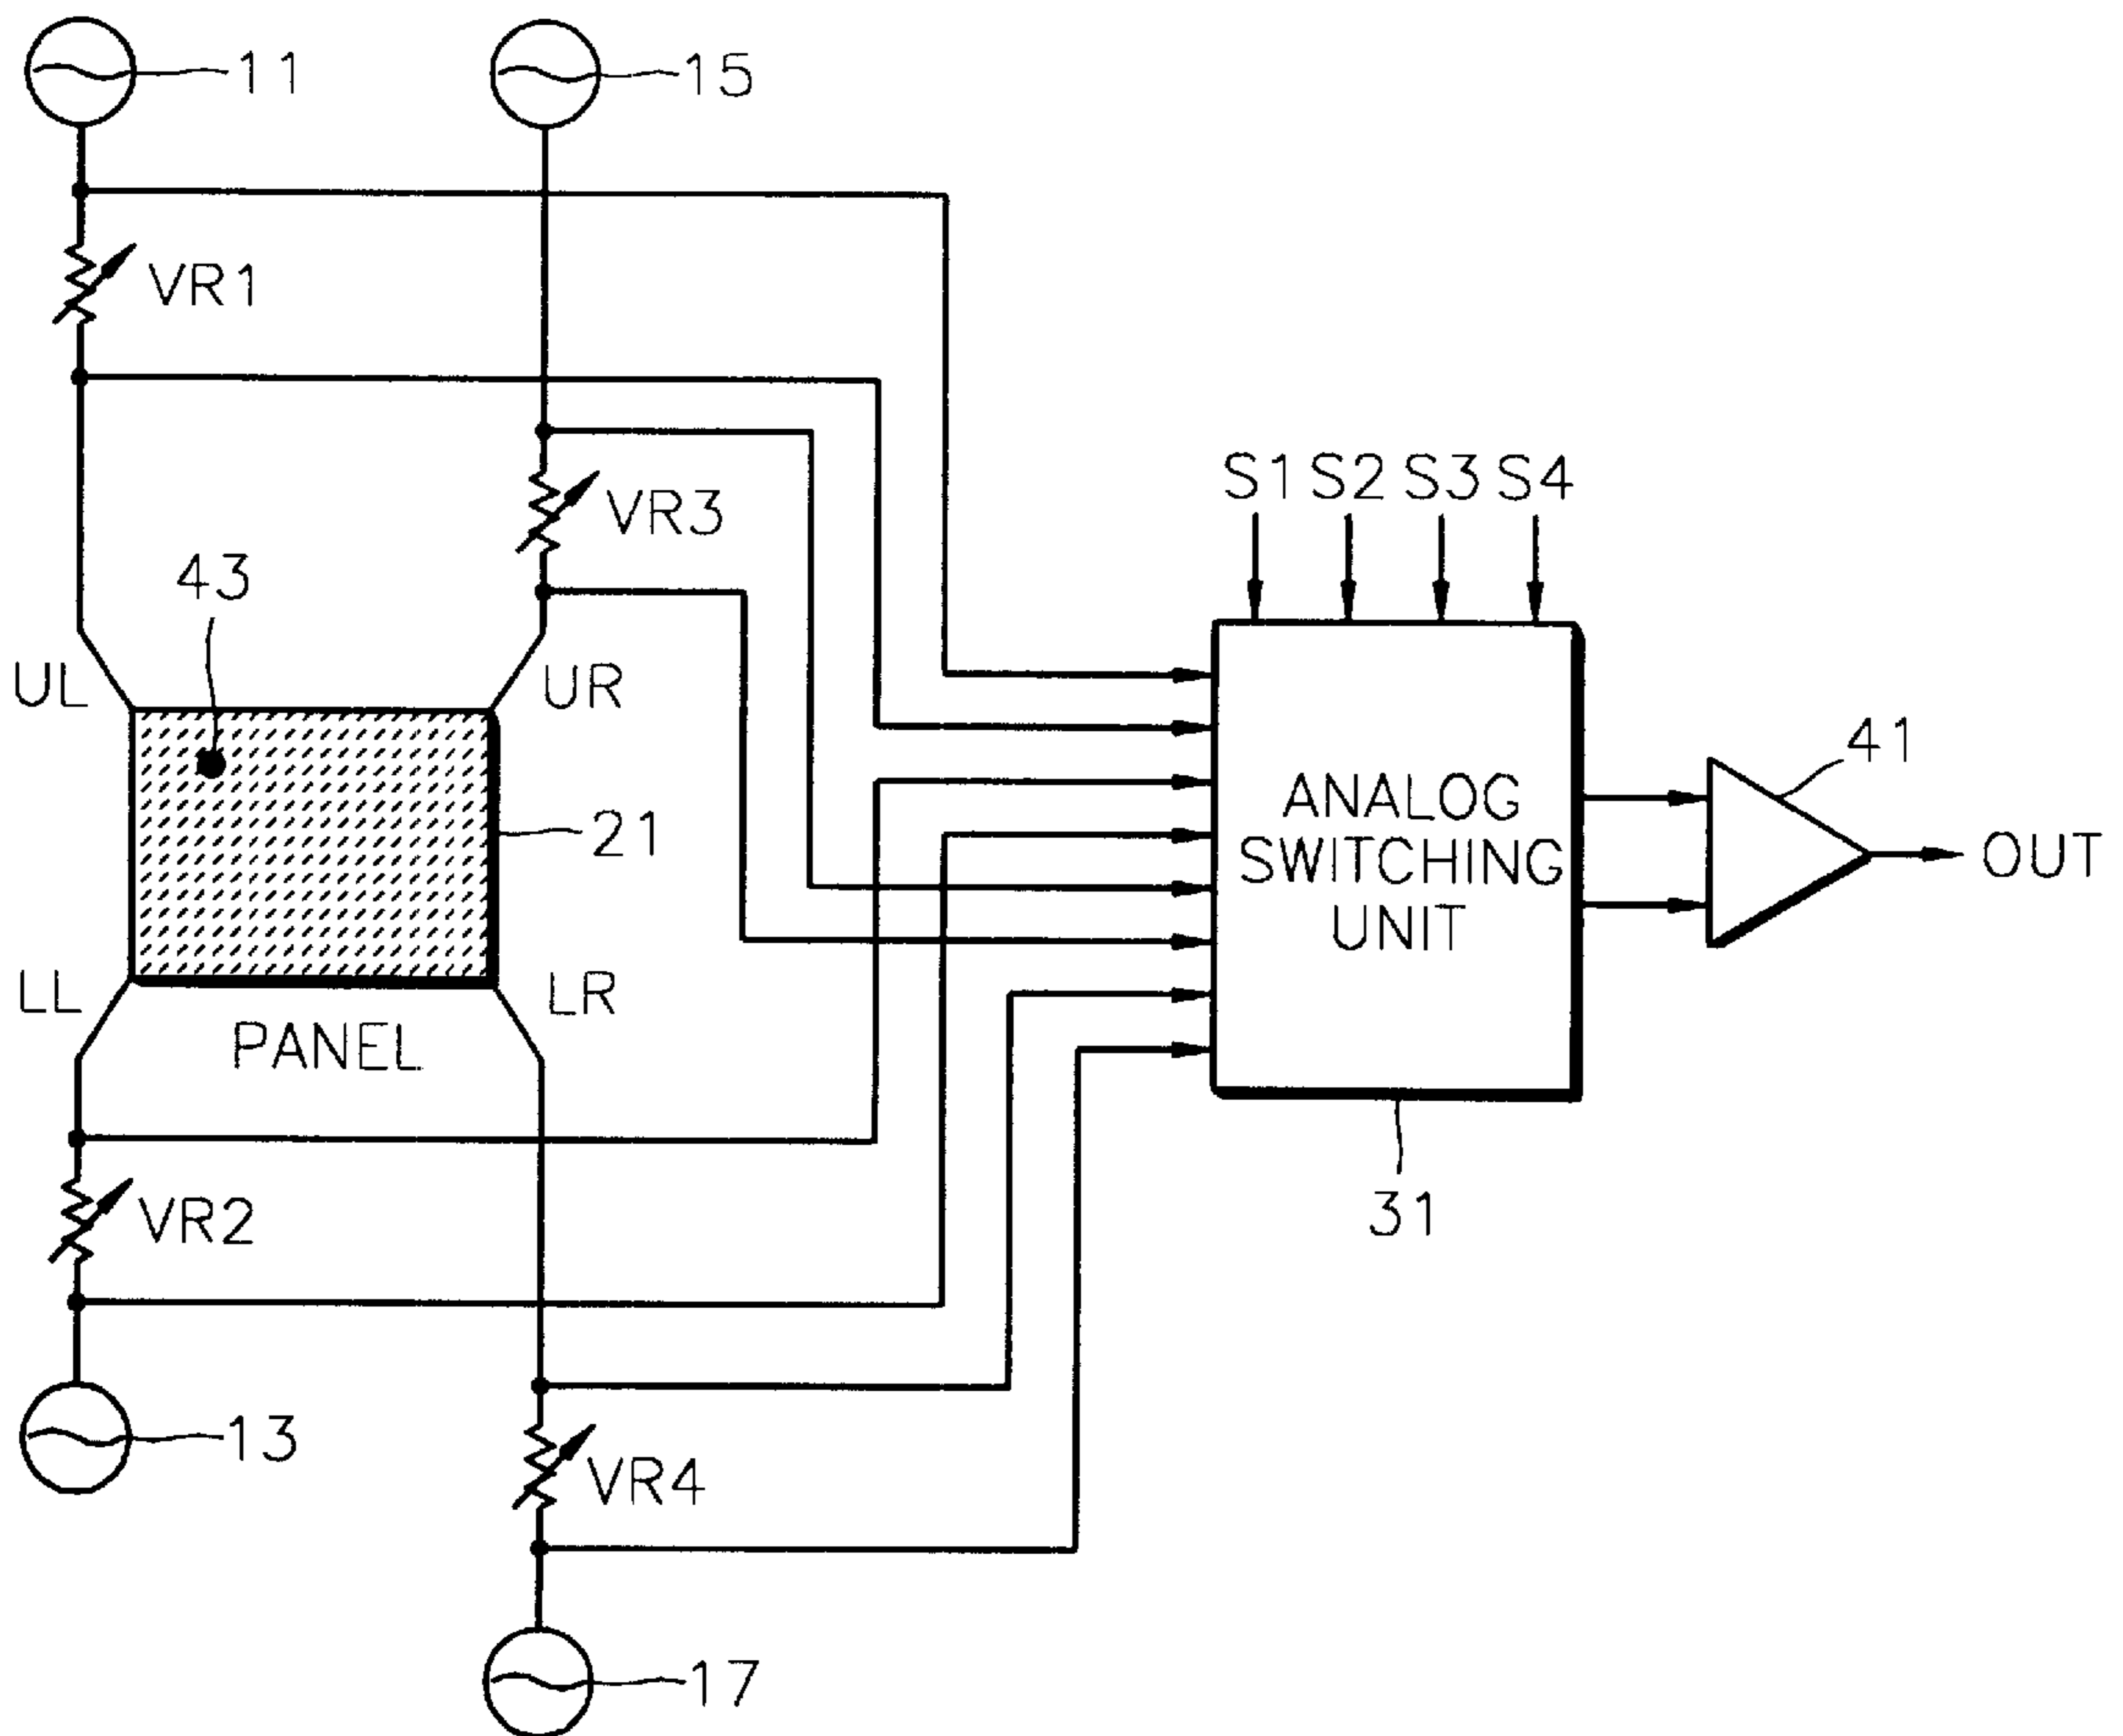 11
15
VR1
VR3
S1 S2 S3 S4
43
UL
UR
41
ANALOG
SWITCHING
UNIT
21
OUT
LL
LR
PANEL
VR2
31
13
VR4
17